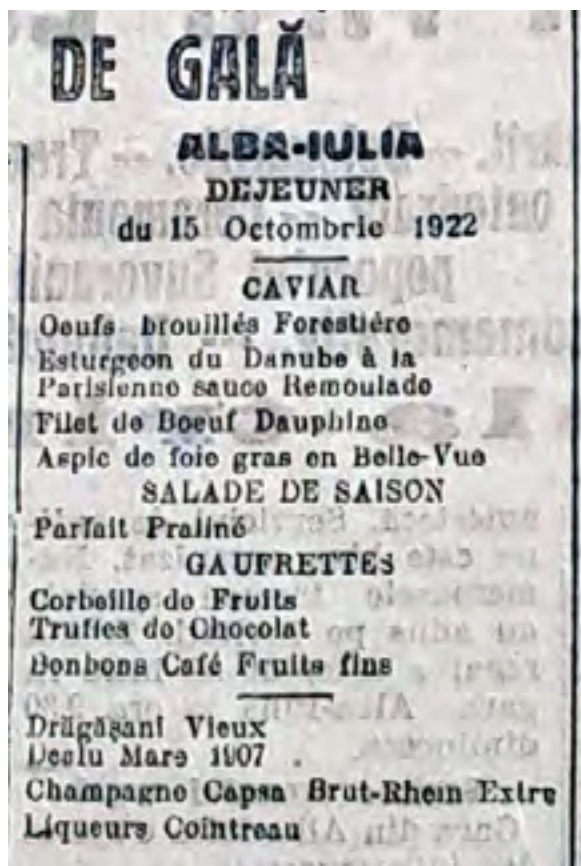 DE GALĂ
ALBA-IULIA
DEJEUNER
du 15 Octombrie 1922
CAVIAR
Oeufs brouillés Forestiére
Esturgeon du Danube à la
Parisienne sauce Remoulade
Filet de Boeuf Dauphine
Aspic de foie gras en Belle-Vue
SALADE DE SAISON
Parfait Praliné
GAUFRETTES
Corbeille de Fruits
Truffes de Chocolat
Bonbons Café Fruits fins
Drăgăşani Vieux
Dealu Mare 1907
Champagne Capsa Brut-Rhein Extre
Liqueurs Cointreau